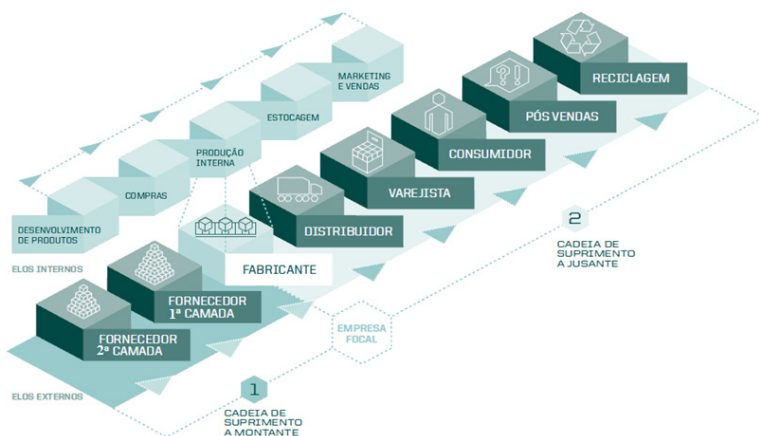 MARKETING
E VENDAS
ESTOCAGEM
PRODUÇÃO
INTERNA
COMPRAS
DESENVOLVIMENTO
DE PRODUTOS
ELOS INTERNOS
RECICLAGEM
?!
PÓS VENDAS
CONSUMIDOR
VAREJISTA
DISTRIBUIDOR
FABRICANTE
FORNECEDOR
1ª CAMADA
FORNECEDOR
2ª CAMADA
ELOS EXTERNOS
EMPRESA
FOCAL
1
CADEIA DE
SUPRIMENTO
A MONTANTE
2
CADEIA DE
SUPRIMENTO
A JUSANTE